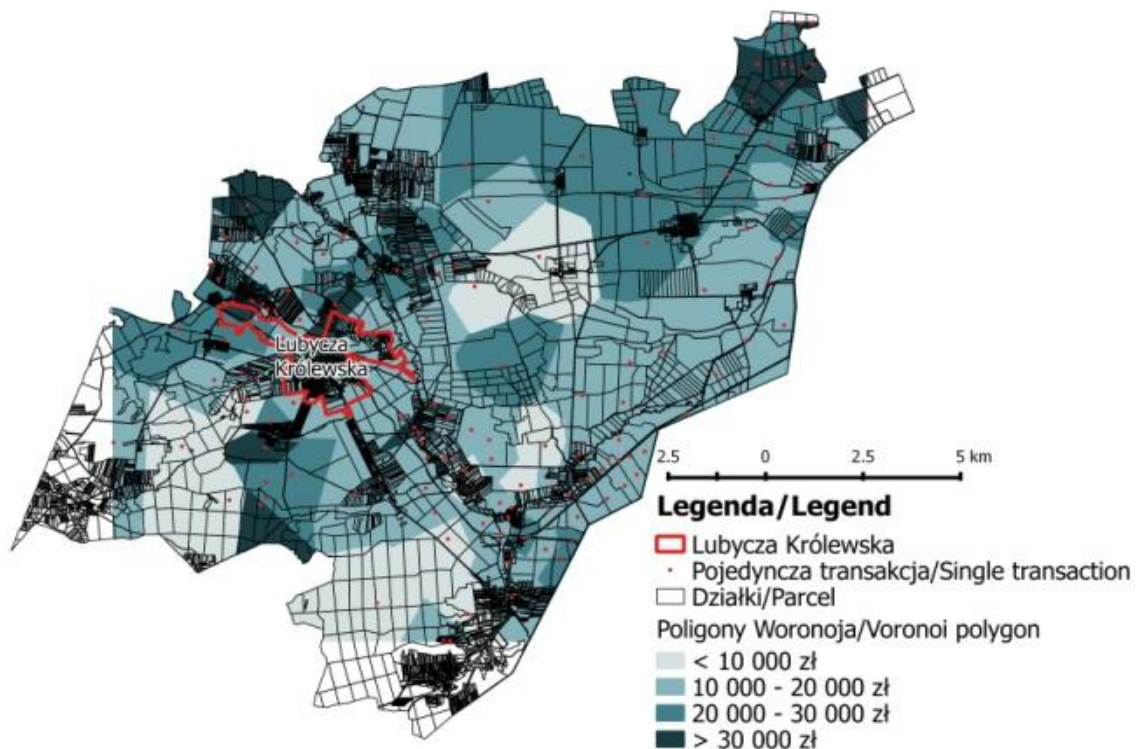 Lubycza
Królewska
2.5 0 2.5 5 km
Legenda/Legend
Lubycza Królewska
Pojedyncza transakcja/Single transaction
Działki/Parcel
Poligony Woronoja/Voronoi polygon
< 10 000 zł
10 000 - 20 000 zł
20 000 - 30 000 zł
> 30 000 zł